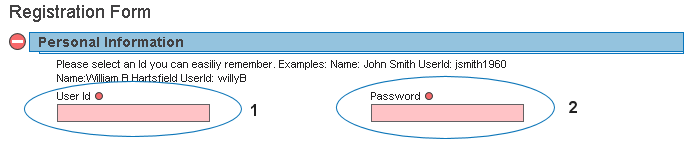 Registration Form
Personal Information
Please select an Id you can easiliy remember. Examples: Name: John Smith UserId: jsmith1960
Name:William B Hartsfield UserId: willyB
User Id Password
1 2